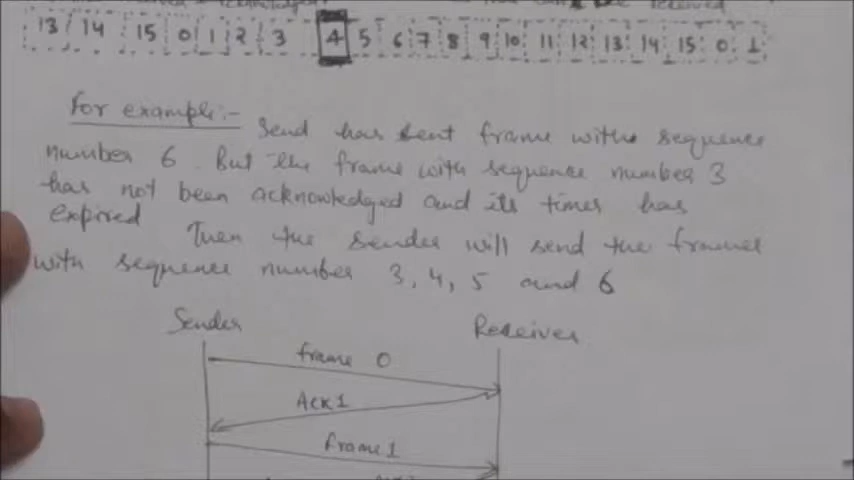 received
13 14 15 0 1 2 3 4 5 6 7 8 9 10 11 12 13 14 15 0 1
For example:- Send has sent frame with sequence
number 6. But the frame with sequence number 3
has not been acknowledged and its times has
expired Then the sender will send the frames
with sequence number 3, 4, 5 and 6
Sender Receiver
frame 0
Ack 1
frame 1